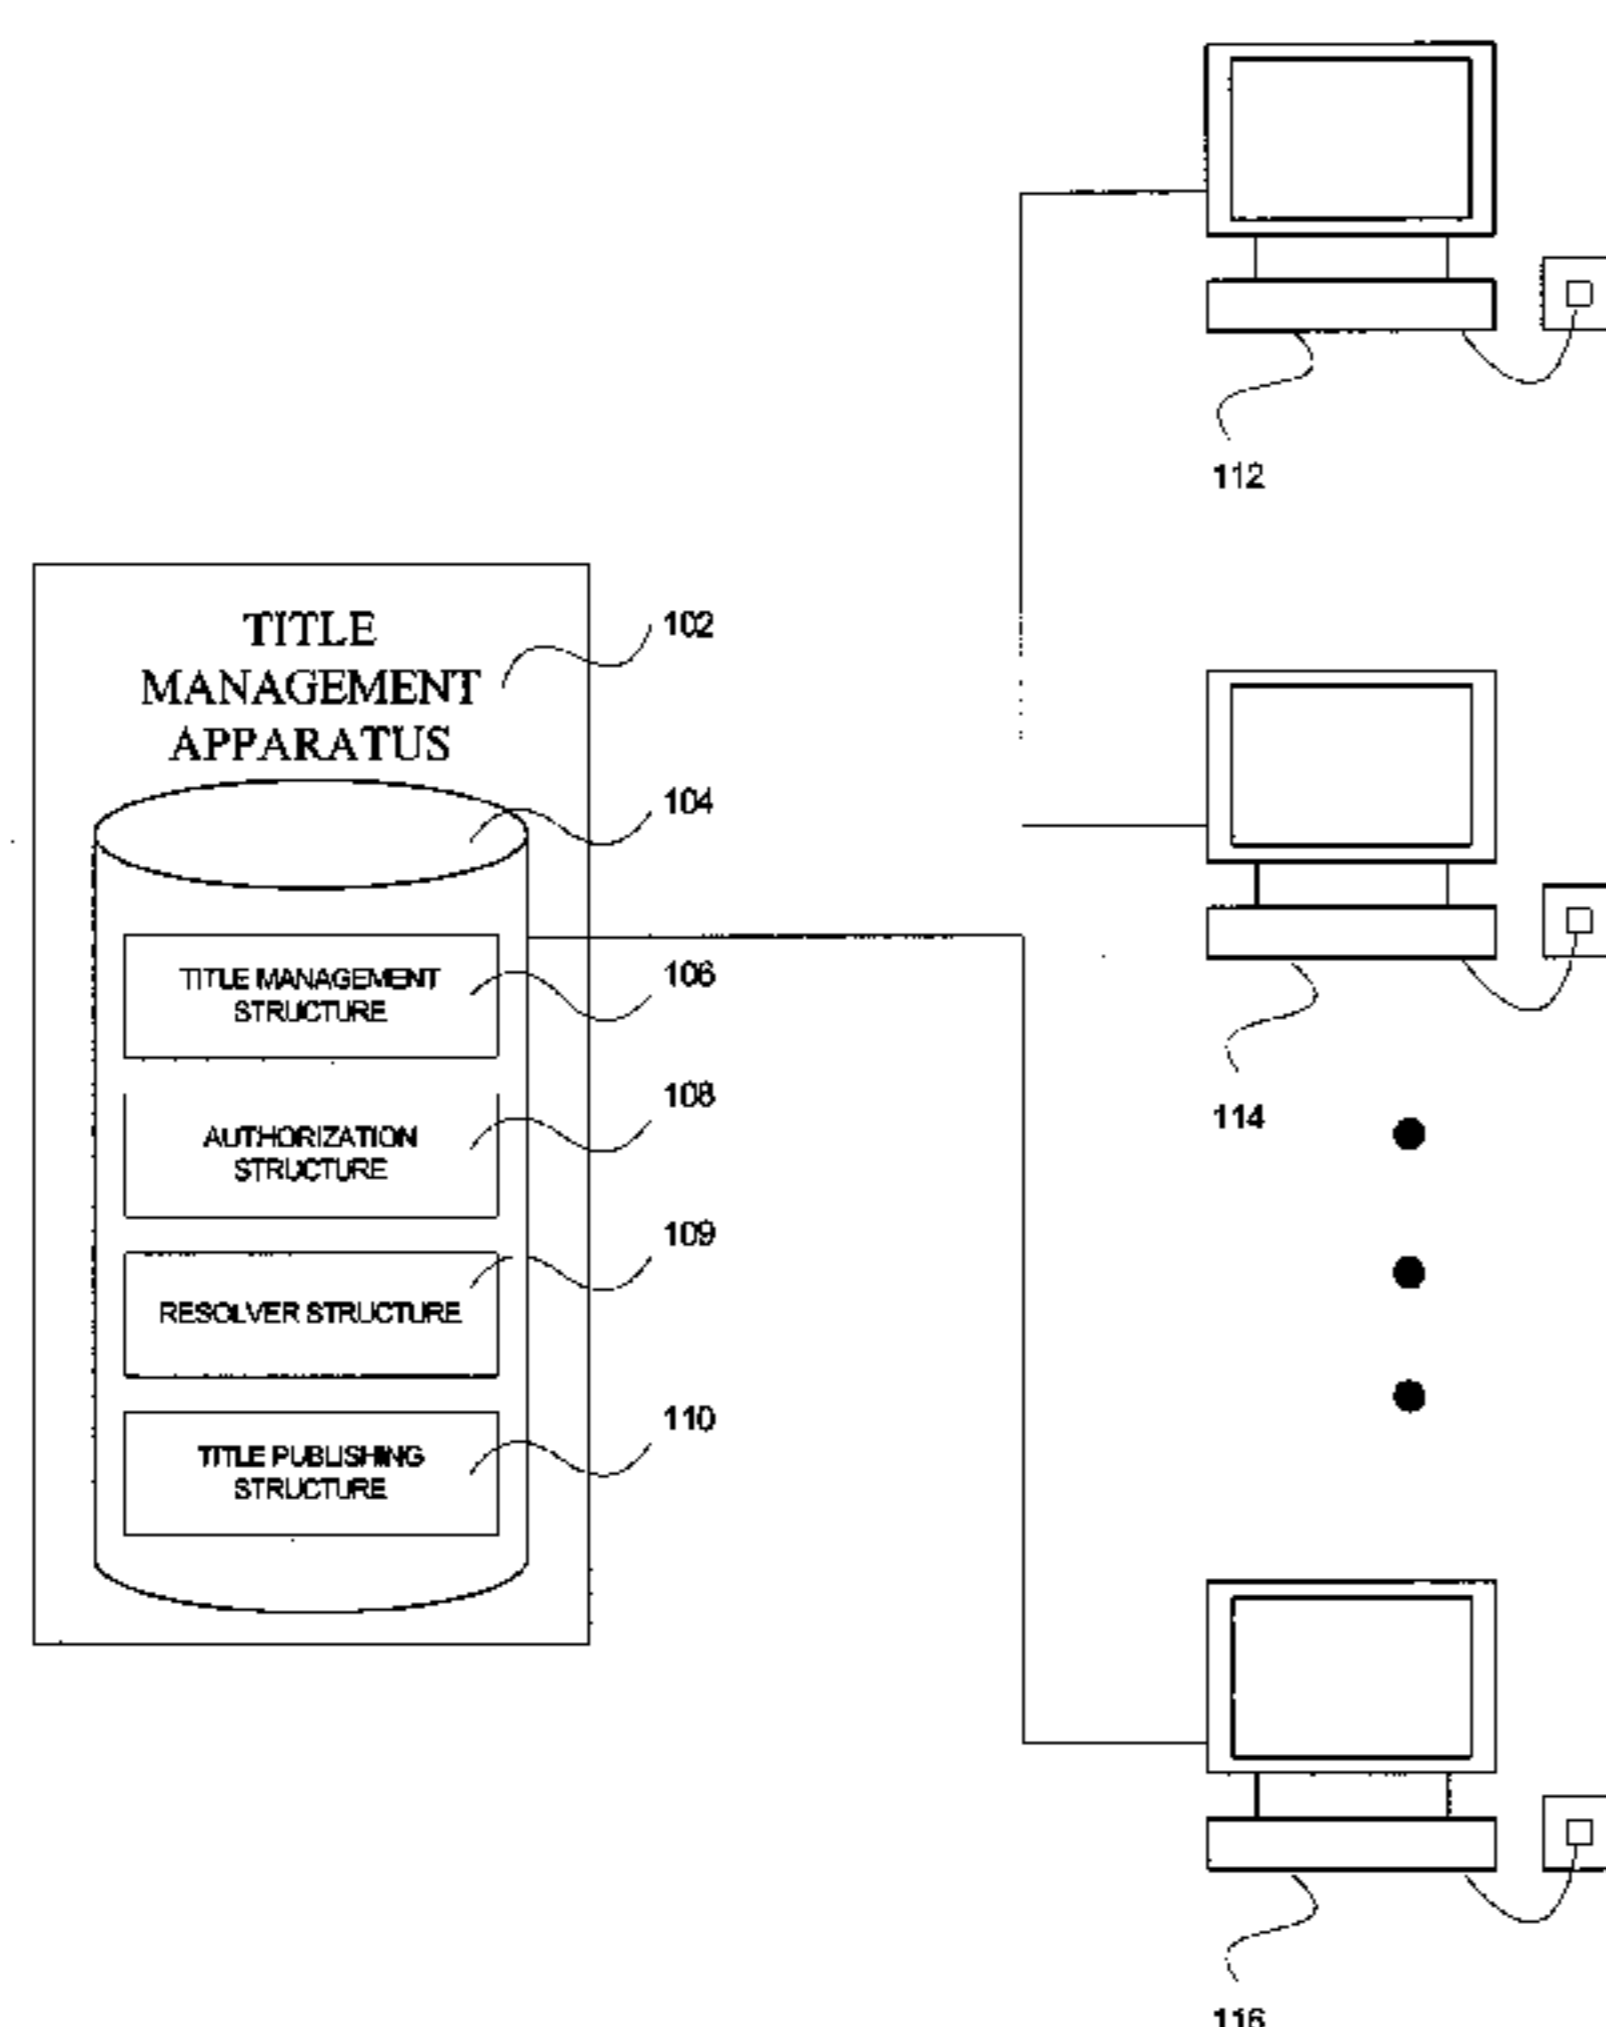 112
TITLE
MANAGEMENT
APPARATUS
102
104
TITLE MANAGEMENT
STRUCTURE
106
AUTHORIZATION
STRUCTURE
108
RESOLVER STRUCTURE
109
TITLE PUBLISHING
STRUCTURE
110
114
116